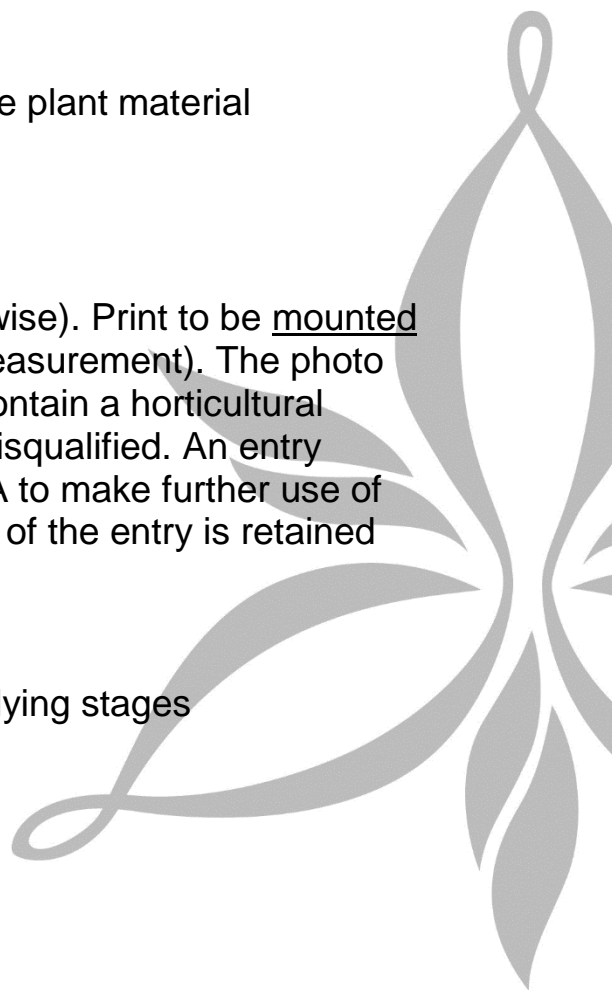 e plant material
wise). Print to be mounted
easurement). The photo
ontain a horticultural
isqualified. An entry
A to make further use of
of the entry is retained
lying stages